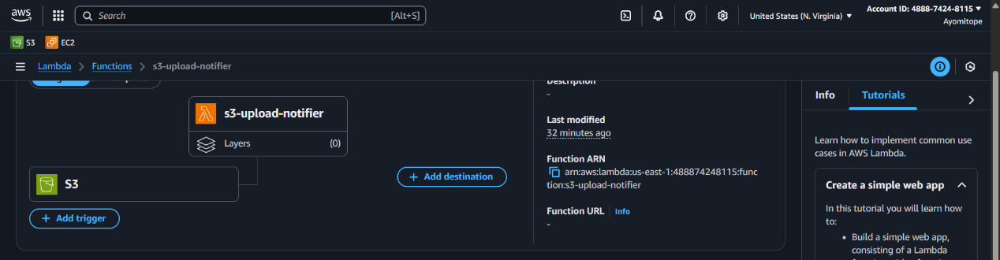 aws
Search [Alt+S]
United States (N. Virginia) ▼
Account ID: 4888-7424-8115 ▼
Ayomitope
S3 EC2
Lambda > Functions > s3-upload-notifier
s3-upload-notifier
Layers (0)
S3
+ Add destination
+ Add trigger
Description
-
Last modified
32 minutes ago
Function ARN
arn:aws:lambda:us-east-1:488874248115:func
tion:s3-upload-notifier
Function URL Info
-
Info Tutorials
Learn how to implement common use
cases in AWS Lambda.
Create a simple web app
In this tutorial you will learn how
to:
• Build a simple web app,
consisting of a Lambda